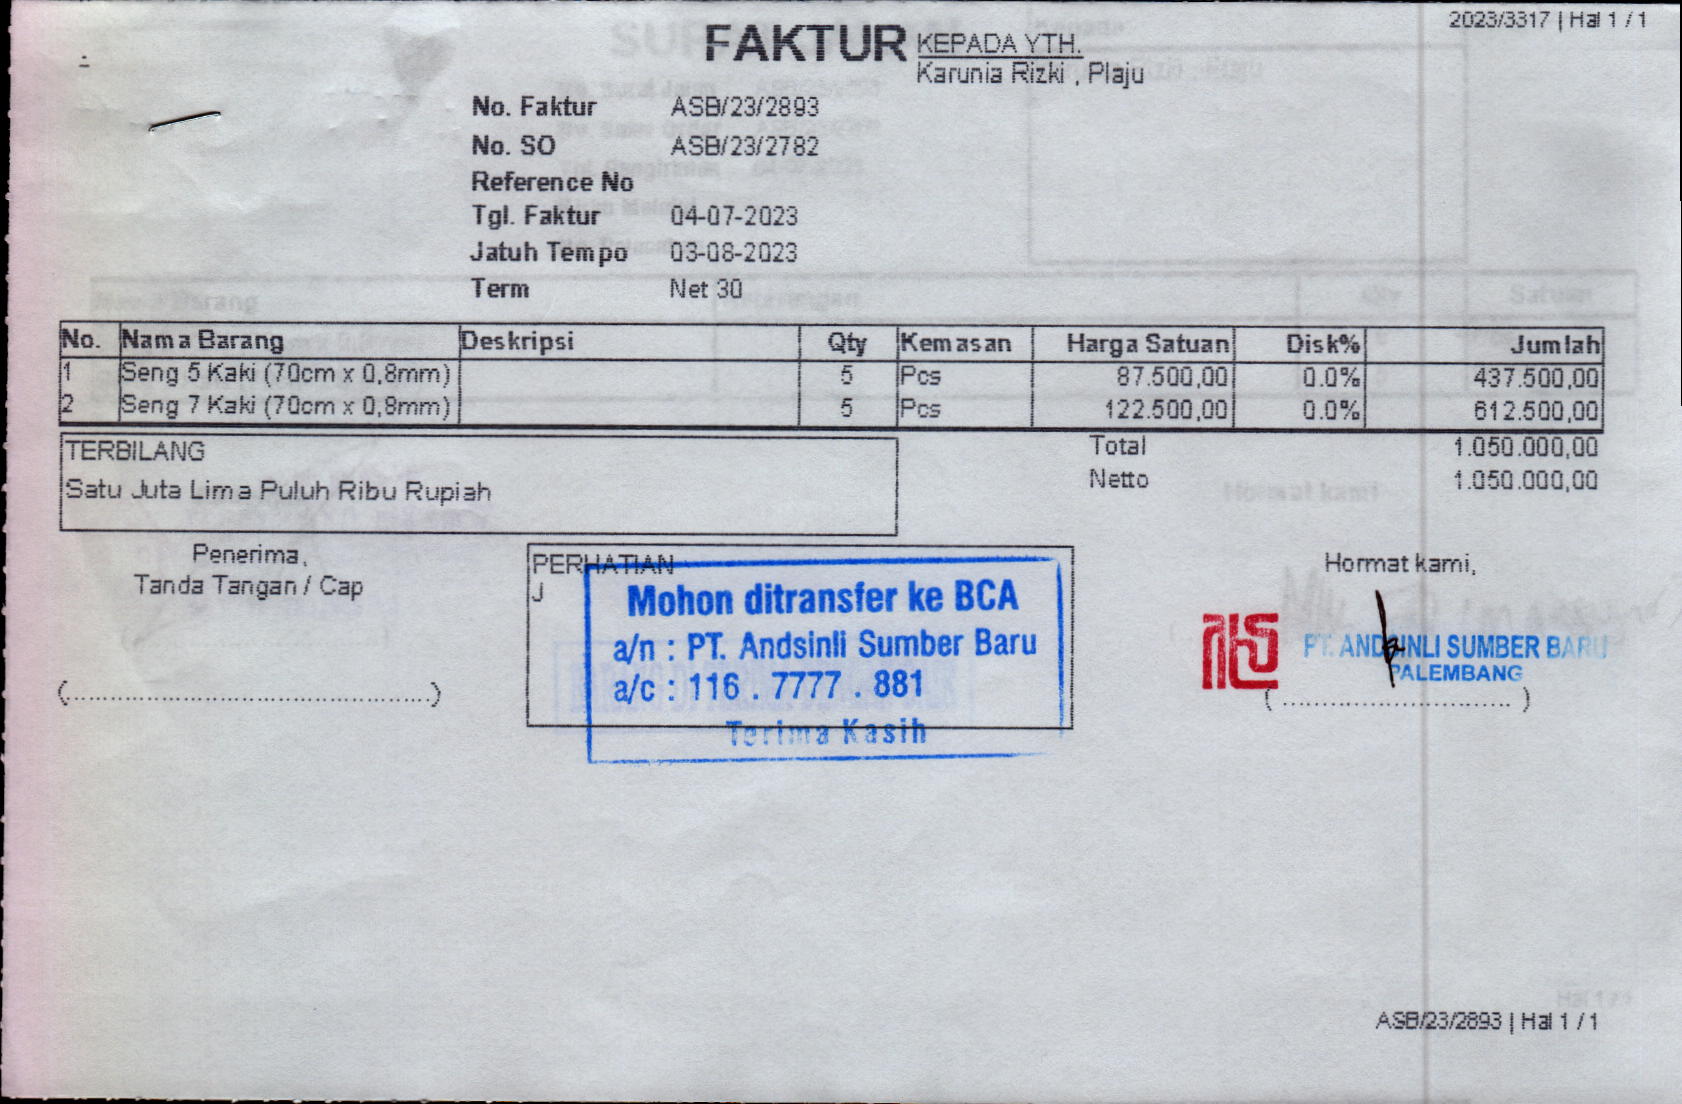 2023/3317 | Hal 1 / 1
FAKTUR
KEPADA YTH.
Karunia Rizki , Plaju
No. Faktur ASB/23/2893
No. SO ASB/23/2782
Reference No
Tgl. Faktur 04-07-2023
Jatuh Tempo 03-08-2023
Term Net 30
No. Nama Barang Deskripsi Qty Kemasan Harga Satuan Disk% Jumlah
1 Seng 5 Kaki (70cm x 0,8mm) 5 Pcs 87.500,00 0.0% 437.500,00
2 Seng 7 Kaki (70cm x 0,8mm) 5 Pcs 122.500,00 0.0% 612.500,00
Total 1.050.000,00
Netto 1.050.000,00
TERBILANG
Satu Juta Lima Puluh Ribu Rupiah
Penerima,
Tanda Tangan / Cap
(..............................................)
PERHATIAN
J
Mohon ditransfer ke BCA
a/n : PT. Andsinli Sumber Baru
a/c : 116 . 7777 . 881
Terima Kasih
Hormat kami,
PT. ANDSINLI SUMBER BARU
PALEMBANG
( ............................. )
ASB/23/2893 | Hal 1 / 1